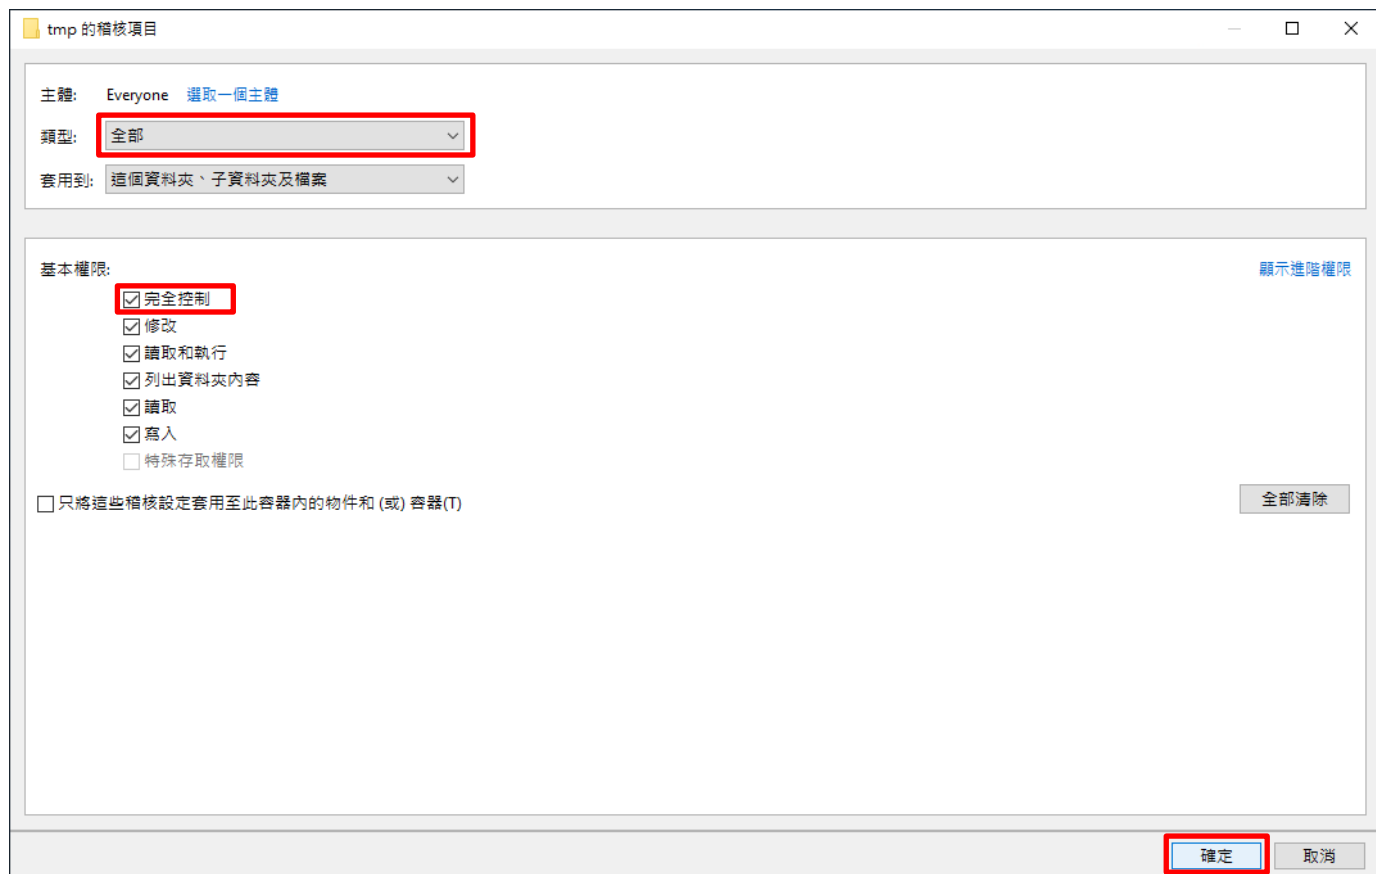 tmp 的稽核項目
主體: Everyone 選取一個主體
類型: 全部
套用到: 這個資料夾、子資料夾及檔案
基本權限: 顯示進階權限
完全控制
修改
讀取和執行
列出資料夾內容
讀取
寫入
特殊存取權限
只將這些稽核設定套用至此容器內的物件和 (或) 容器(T) 全部清除
確定 取消